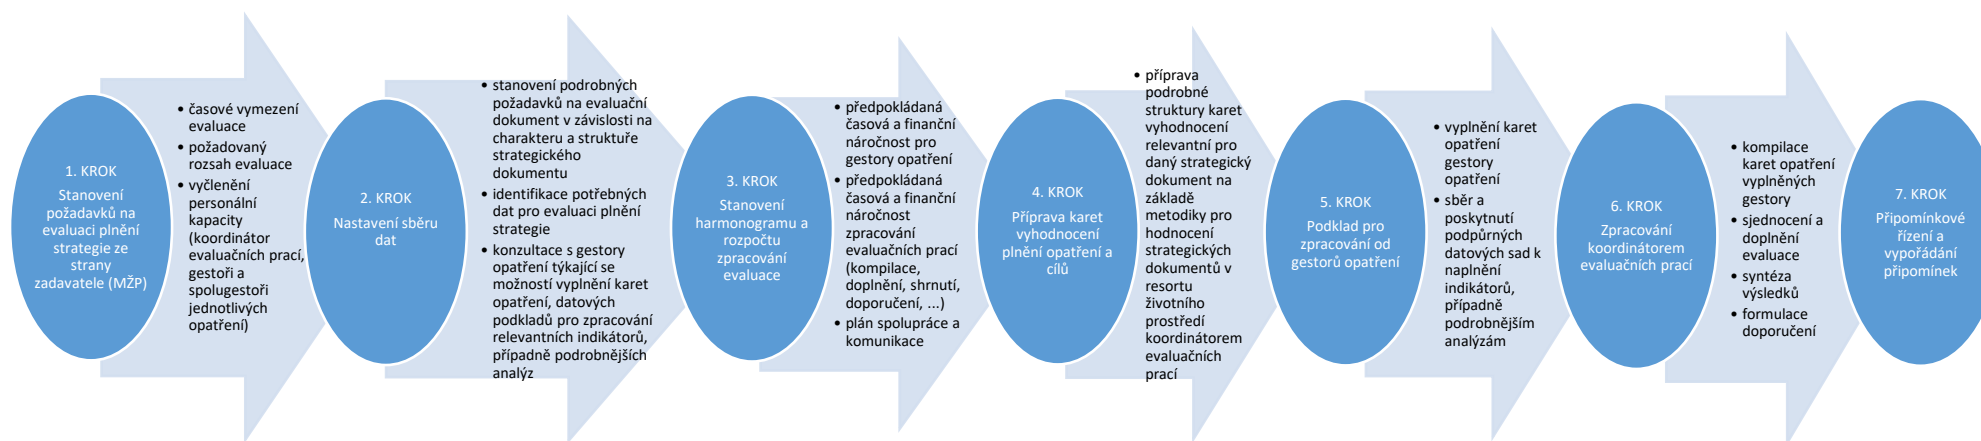 1. KROK
Stanovení
požadavků na
evaluaci plnění
strategie ze
strany
zadavatele (MŽP)
• časové vymezení
evaluace
• požadovaný
rozsah evaluace
• vyčlenění
personální
kapacity
(koordinátor
evaluačních prací,
gestoři a
spolugestoři
jednotlivých
opatření)
2. KROK
Nastavení sběru
dat
• stanovení podrobných
požadavků na evaluační
dokument v závislosti na
charakteru a struktuře
strategického
dokumentu
• identifikace potřebných
dat pro evaluaci plnění
strategie
• konzultace s gestory
opatření týkající se
možností vyplnění karet
opatření, datových
podkladů pro zpracování
relevantních indikátorů,
případně podrobnějších
analýz
3. KROK
Stanovení
harmonogramu a
rozpočtu
zpracování
evaluace
• předpokládaná
časová a finanční
náročnost pro
gestory opatření
• předpokládaná
časová a finanční
náročnost
zpracování
evaluačních prací
(kompilace,
doplnění, shrnutí,
doporučení, ...)
• plán spolupráce a
komunikace
4. KROK
Příprava karet
vyhodnocení
plnění opatření a
cílů
• příprava
podrobné
struktury karet
vyhodnocení
relevantní pro
daný strategický
dokument na
základě
metodiky pro
hodnocení
strategických
dokumentů v
resortu
životního
prostředí
koordinátorem
evaluačních
prací
5. KROK
Podklad pro
zpracování od
gestorů opatření
• vyplnění karet
opatření
gestory
opatření
• sběr a
poskytnutí
podpůrných
datových sad k
naplnění
indikátorů,
případně
podrobnějším
analýzám
6. KROK
Zpracování
koordinátorem
evaluačních prací
• kompilace
karet opatření
vyplněných
gestory
• sjednocení a
doplnění
evaluace
• syntéza
výsledků
• formulace
doporučení
7. KROK
Připomínkové
řízení a
vypořádání
připomínek